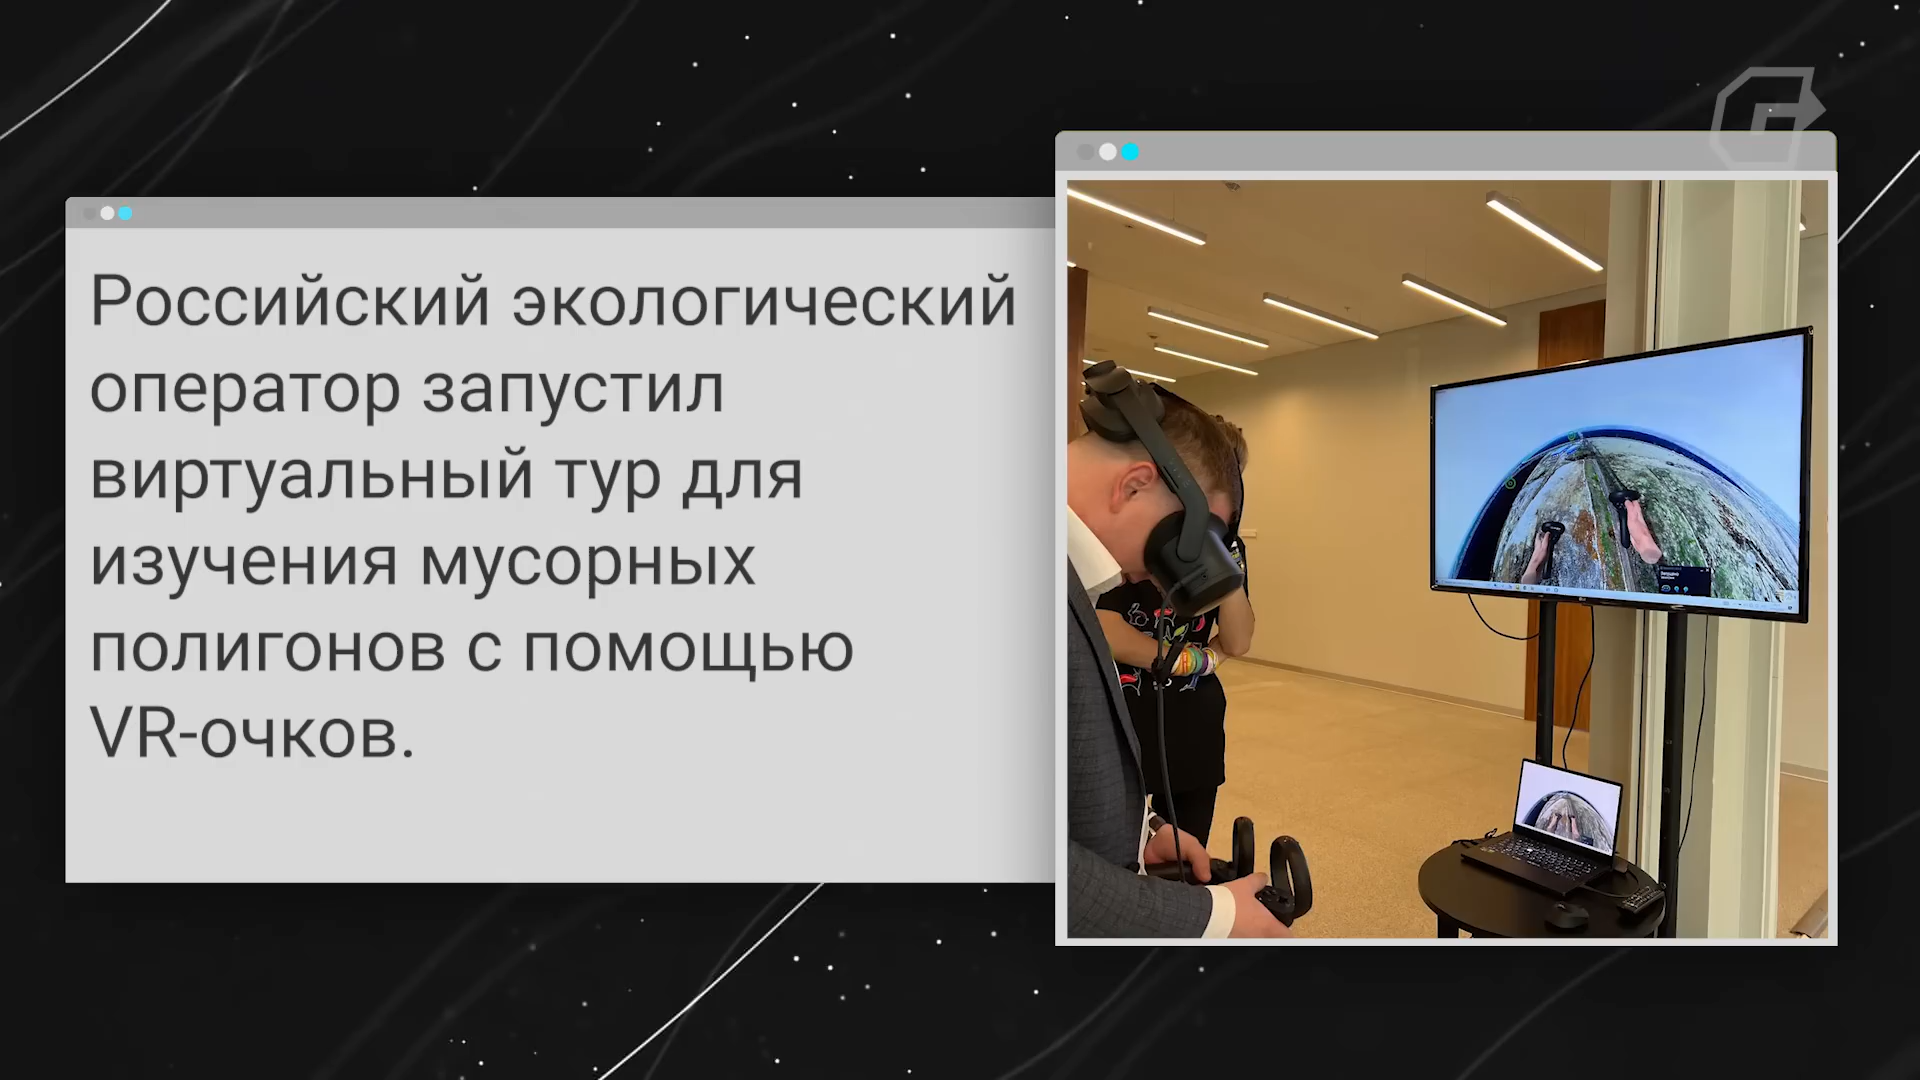 Российский экологический
оператор запустил
виртуальный тур для
изучения мусорных
полигонов с помощью
VR-очков.